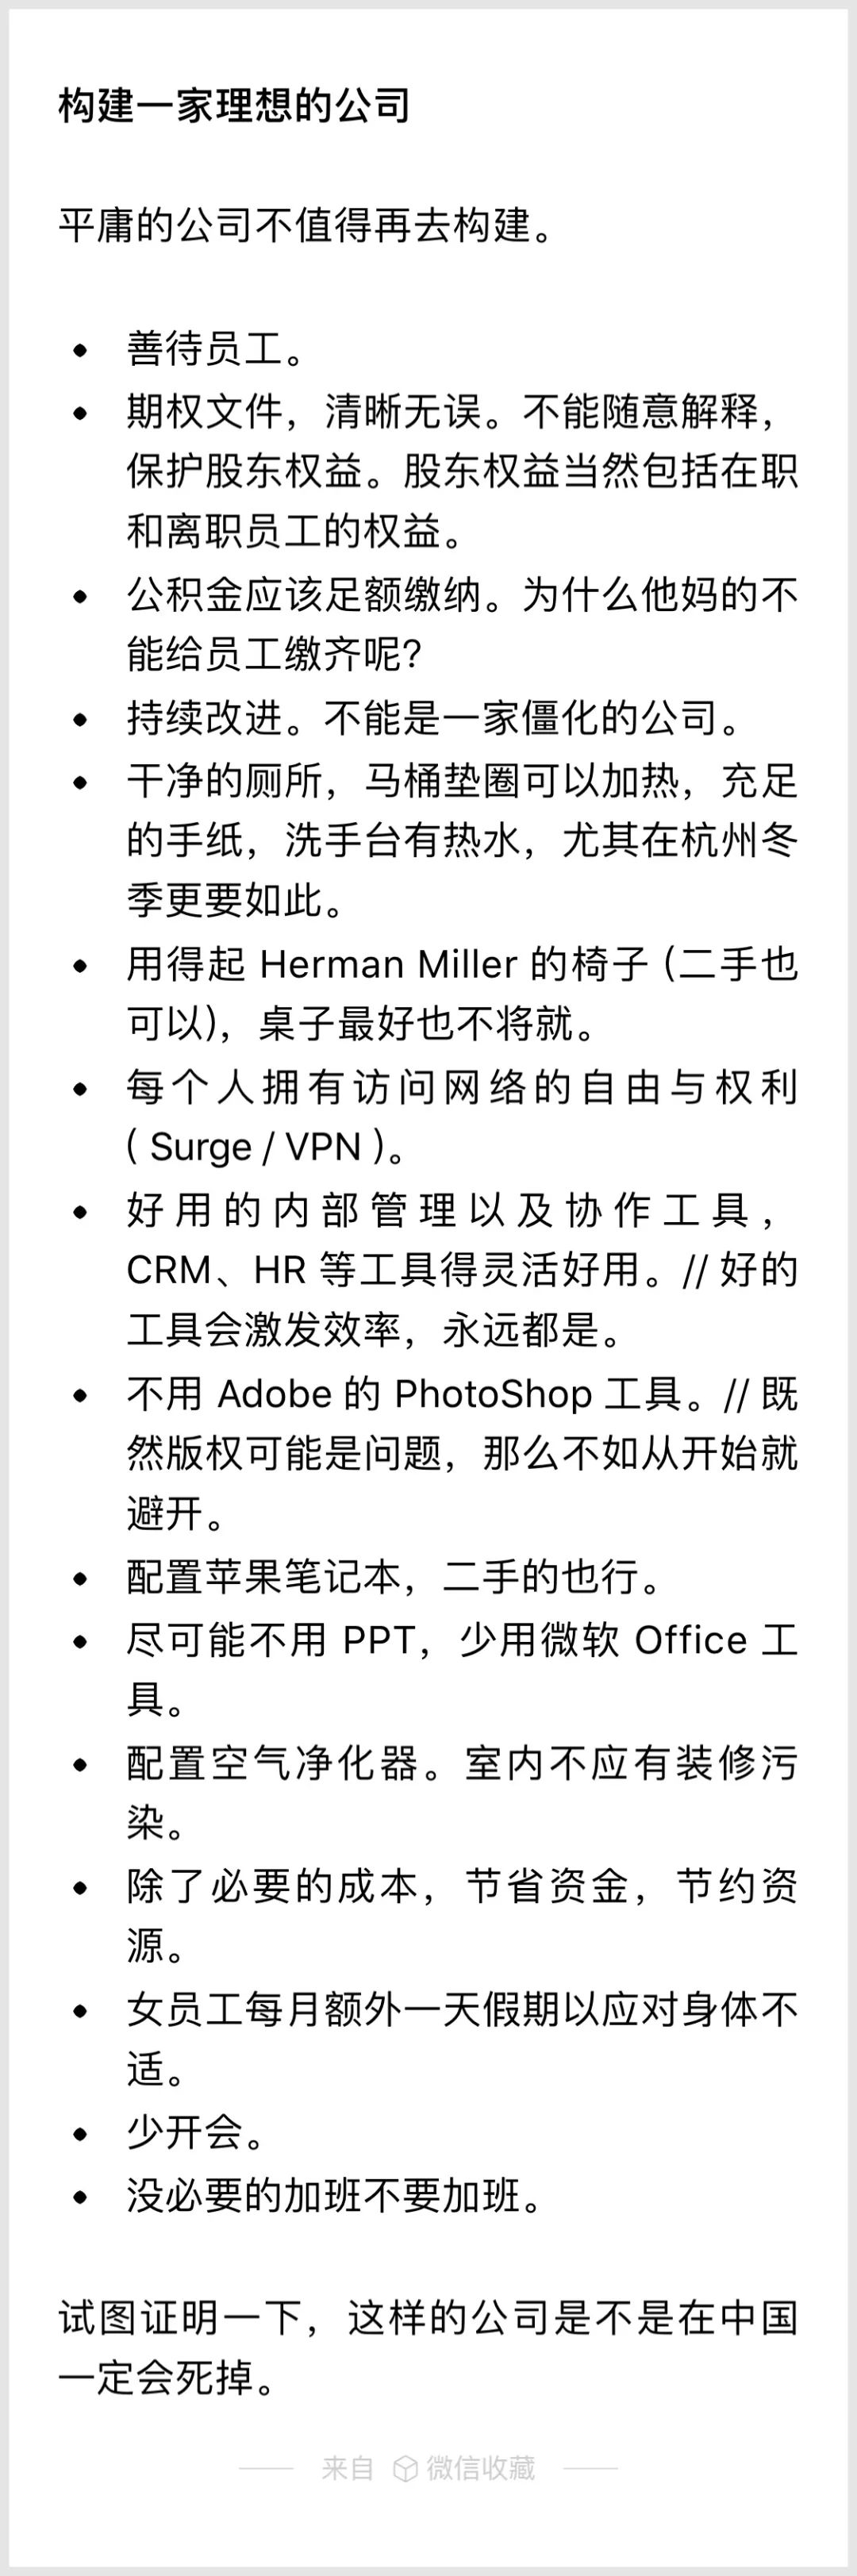 构建一家理想的公司
平庸的公司不值得再去构建。
• 善待员工。
• 期权文件，清晰无误。不能随意解释，
保护股东权益。股东权益当然包括在职
和离职员工的权益。
• 公积金应该足额缴纳。为什么他妈的不
能给员工缴齐呢?
• 持续改进。不能是一家僵化的公司。
• 干净的厕所，马桶垫圈可以加热，充足
的手纸，洗手台有热水，尤其在杭州冬
季更要如此。
• 用得起 Herman Miller 的椅子 (二手也
可以)，桌子最好也不将就。
• 每个人拥有访问网络的自由与权利
( Surge / VPN )。
• 好用的内部管理以及协作工具，
CRM、HR 等工具得灵活好用。// 好的
工具会激发效率，永远都是。
• 不用 Adobe 的 PhotoShop 工具。// 既
然版权可能是问题，那么不如从开始就
避开。
• 配置苹果笔记本，二手的也行。
• 尽可能不用 PPT，少用微软 Office 工
具。
• 配置空气净化器。室内不应有装修污
染。
• 除了必要的成本，节省资金，节约资
源。
• 女员工每月额外一天假期以应对身体不
适。
• 少开会。
• 没必要的加班不要加班。
试图证明一下，这样的公司是不是在中国
一定会死掉。
来自 微信收藏